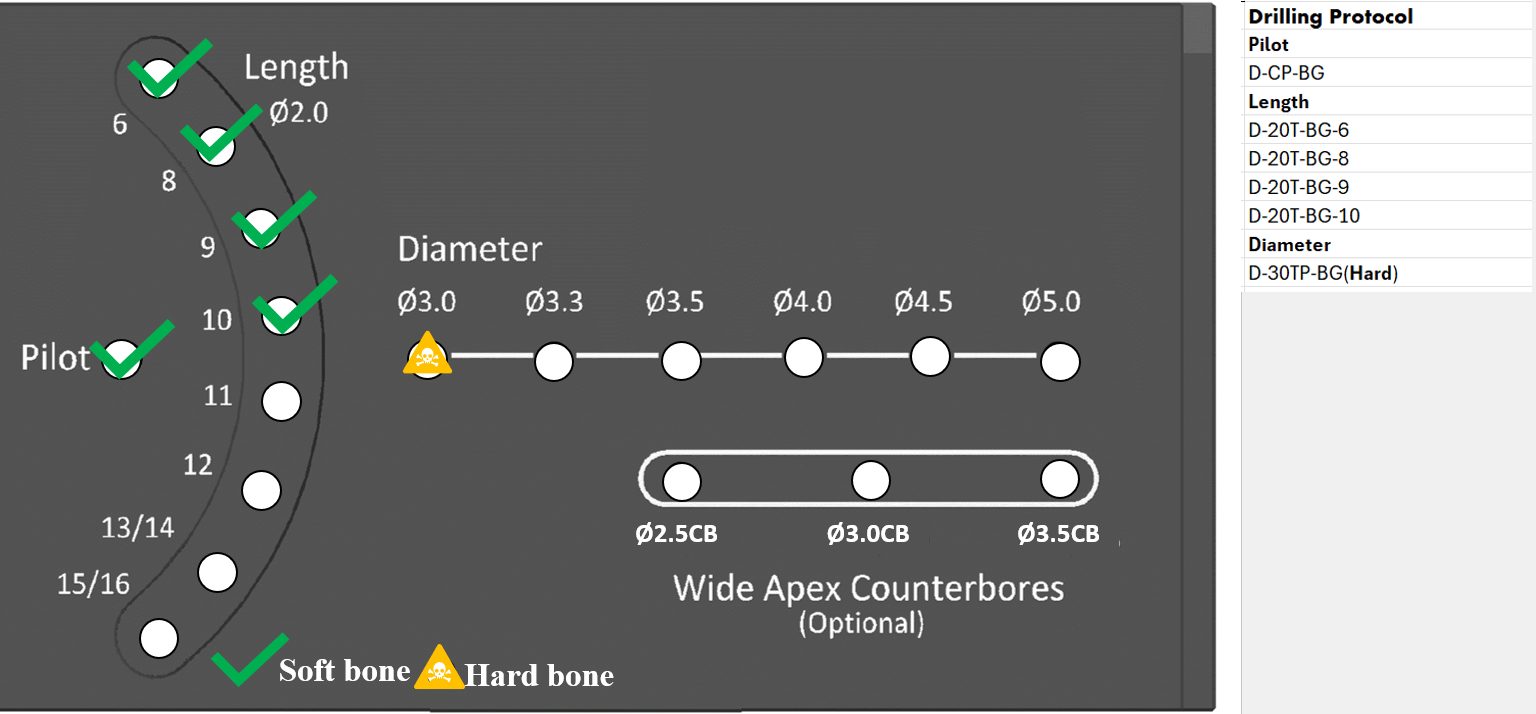 Length
Ø2.0
6
8
9
10
11
12
13/14
15/16
Pilot
Diameter
Ø3.0 Ø3.3 Ø3.5 Ø4.0 Ø4.5 Ø5.0
Ø2.5CB Ø3.0CB Ø3.5CB
Wide Apex Counterbores
(Optional)
Soft bone Hard bone
Drilling Protocol
Pilot
D-CP-BG
Length
D-20T-BG-6
D-20T-BG-8
D-20T-BG-9
D-20T-BG-10
Diameter
D-30TP-BG(Hard)